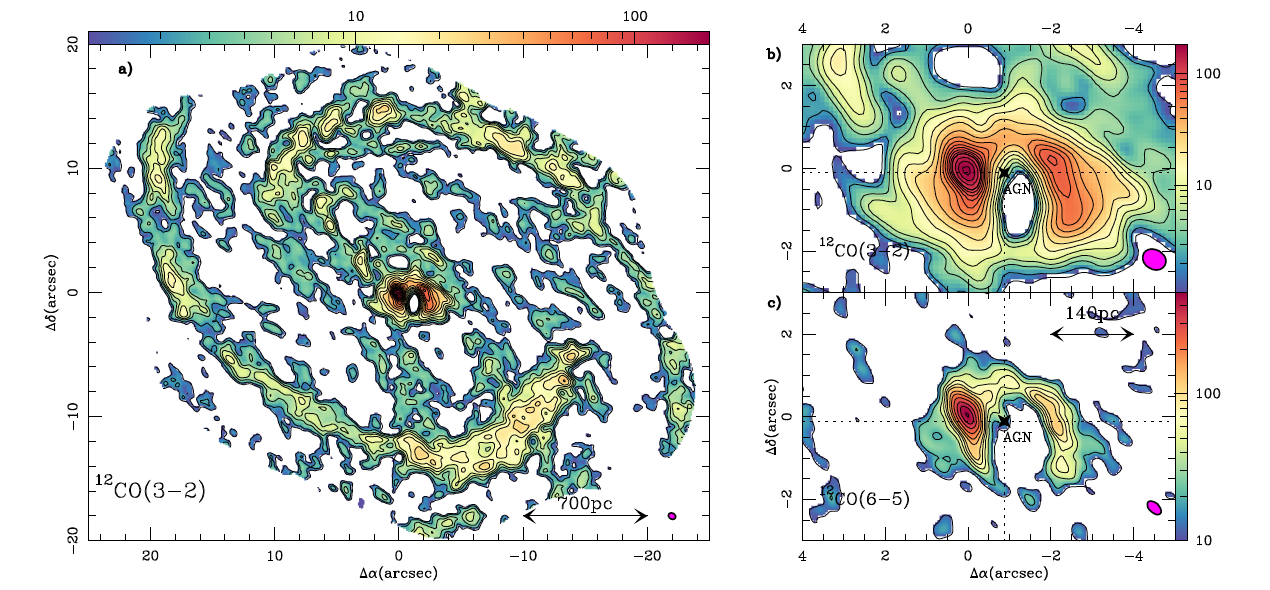 10 100
20
10
0
−10
−20
a)
12CO(3−2)
700pc
20 10 0 −10 −20
Δα(arcsec)
Δδ(arcsec)
4 2 0 −2 −4
b)
2
0
−2
AGN
12CO(3−2)
100
10
c)
140pc
2
0
−2
AGN
12CO(6−5)
100
10
4 2 0 −2 −4
Δα(arcsec)
Δδ(arcsec)